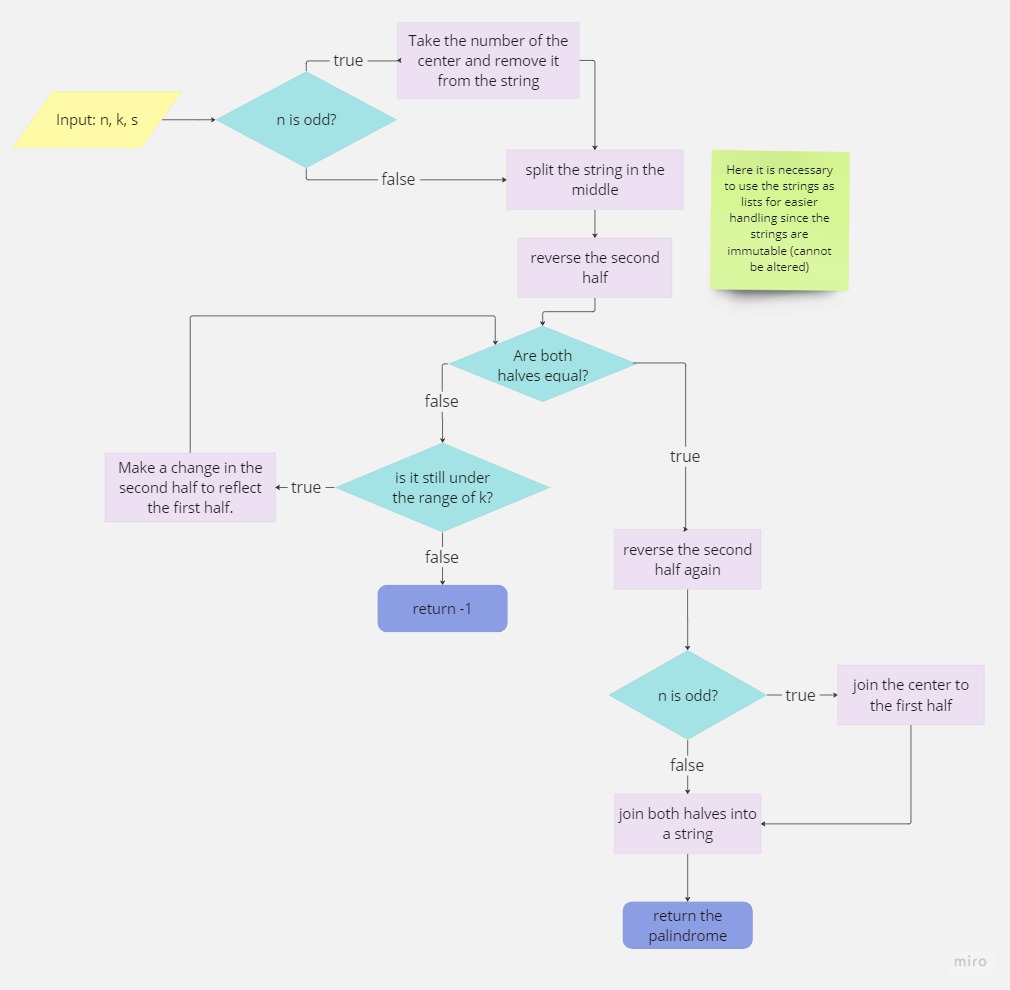 Take the number of the
center and remove it
from the string
true
Input: n, k, s
n is odd?
false
split the string in the
middle
Here it is necessary
to use the strings as
lists for easier
handling since the
strings are
immutable (cannot
be altered)
reverse the second
half
Are both
halves equal?
false
true
Make a change in the
second half to reflect
the first half.
true
is it still under
the range of k?
false
return -1
reverse the second
half again
n is odd?
true
join the center to
the first half
false
join both halves into
a string
return the
palindrome
miro